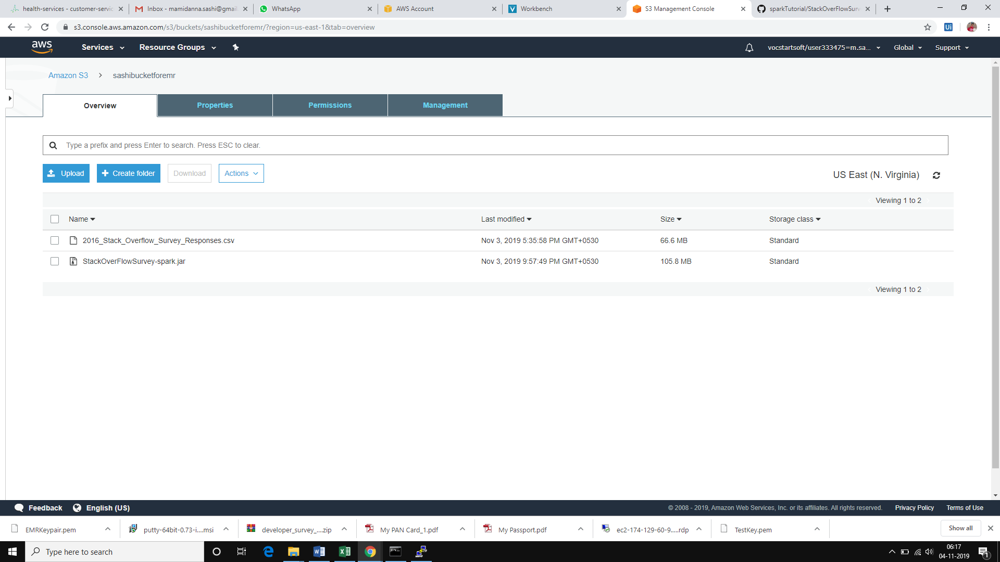 health-services - customer-servic
Inbox - mamidanna.sashi@gmail.
WhatsApp
AWS Account
Workbench
S3 Management Console
sparkTutorial/StackOverFlowSurv
s3.console.aws.amazon.com/s3/buckets/sashibucketforemr/?region=us-east-1&tab=overview
Ui
aws
Services
Resource Groups
vocstartsoft/user333475=m.sa...
Global
Support
Amazon S3 > sashibucketforemr
Overview
Properties
Permissions
Management
Type a prefix and press Enter to search. Press ESC to clear.
Upload
Create folder
Download
Actions
US East (N. Virginia)
Viewing 1 to 2
Name
Last modified
Size
Storage class
2016_Stack_Overflow_Survey_Responses.csv
Nov 3, 2019 5:35:58 PM GMT+0530
66.6 MB
Standard
StackOverFlowSurvey-spark.jar
Nov 3, 2019 9:57:49 PM GMT+0530
105.8 MB
Standard
Viewing 1 to 2
Feedback
English (US)
© 2008 - 2019, Amazon Web Services, Inc. or its affiliates. All rights reserved.
Privacy Policy
Terms of Use
EMRKeypair.pem
putty-64bit-0.73-i....msi
developer_survey_....zip
My PAN Card_1.pdf
My Passport.pdf
ec2-174-129-60-9.....rdp
TestKey.pem
Show all
Type here to search
06:17
04-11-2019
1